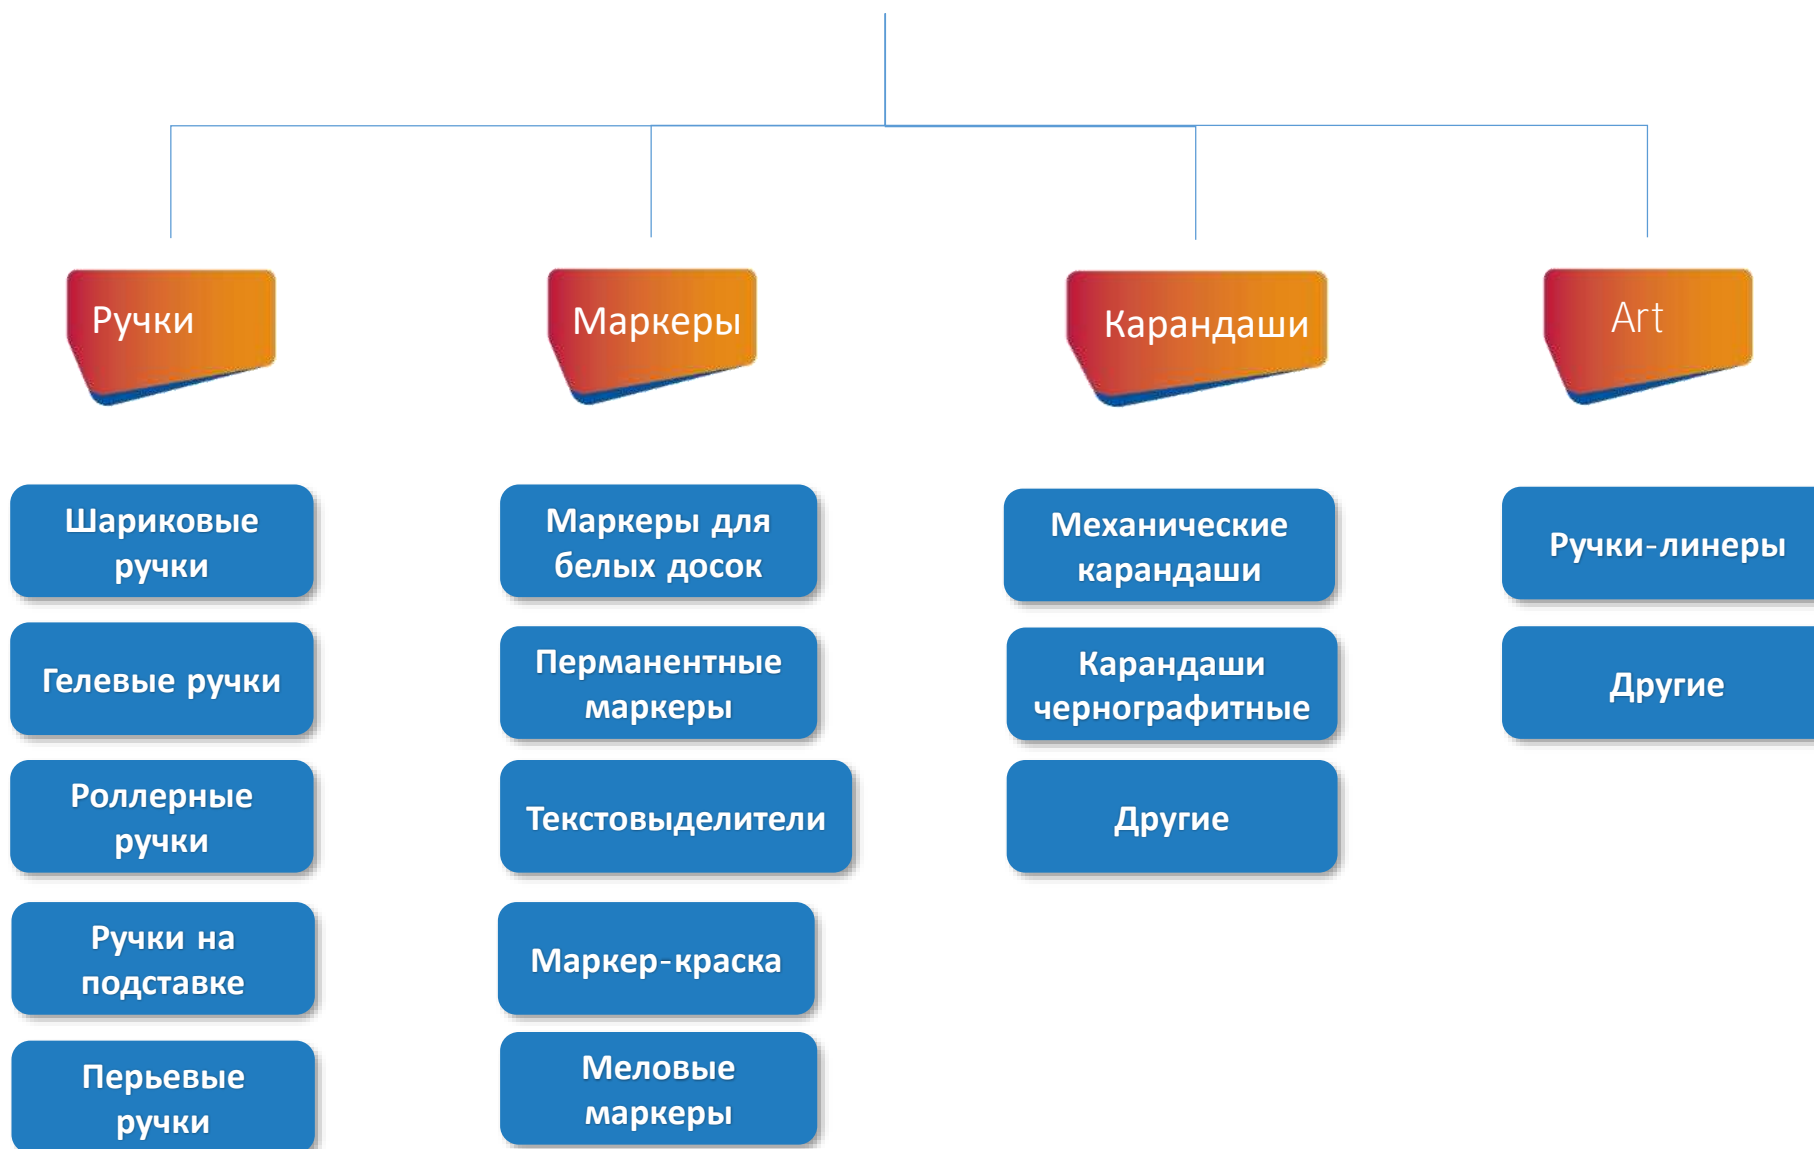 Ручки
Маркеры
Карандаши
Art
Шариковые
ручки
Гелевые ручки
Роллерные
ручки
Ручки на
подставке
Перьевые
ручки
Маркеры для
белых досок
Перманентные
маркеры
Текстовыделители
Маркер-краска
Меловые
маркеры
Механические
карандаши
Карандаши
чернографитные
Другие
Ручки-линеры
Другие